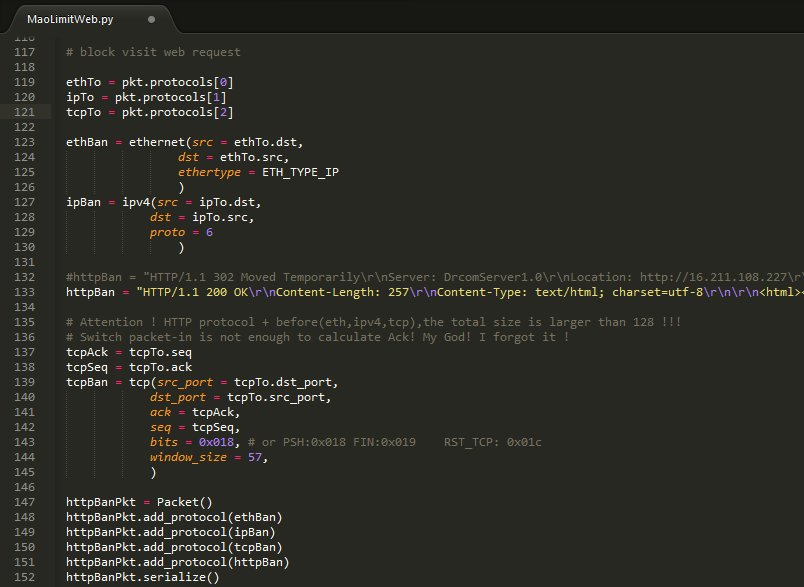 MaoLimitWeb.py
116
117 # block visit web request
118
119 ethTo = pkt.protocols[0]
120 ipTo = pkt.protocols[1]
121 tcpTo = pkt.protocols[2]
122
123 ethBan = ethernet(src = ethTo.dst,
124 dst = ethTo.src,
125 ethertype = ETH_TYPE_IP
126 )
127 ipBan = ipv4(src = ipTo.dst,
128 dst = ipTo.src,
129 proto = 6
130 )
131
132 #httpBan = "HTTP/1.1 302 Moved Temporarily\r\nServer: DrcomServer1.0\r\nLocation: http://16.211.108.227\r\
133 httpBan = "HTTP/1.1 200 OK\r\nContent-Length: 257\r\nContent-Type: text/html; charset=utf-8\r\n\r\n<html><
134
135 # Attention ! HTTP protocol + before(eth,ipv4,tcp),the total size is larger than 128 !!!
136 # Switch packet-in is not enough to calculate Ack! My God! I forgot it !
137 tcpAck = tcpTo.seq
138 tcpSeq = tcpTo.ack
139 tcpBan = tcp(src_port = tcpTo.dst_port,
140 dst_port = tcpTo.src_port,
141 ack = tcpAck,
142 seq = tcpSeq,
143 bits = 0x018, # or PSH:0x018 FIN:0x019 RST_TCP: 0x01c
144 window_size = 57,
145 )
146
147 httpBanPkt = Packet()
148 httpBanPkt.add_protocol(ethBan)
149 httpBanPkt.add_protocol(ipBan)
150 httpBanPkt.add_protocol(tcpBan)
151 httpBanPkt.add_protocol(httpBan)
152 httpBanPkt.serialize()